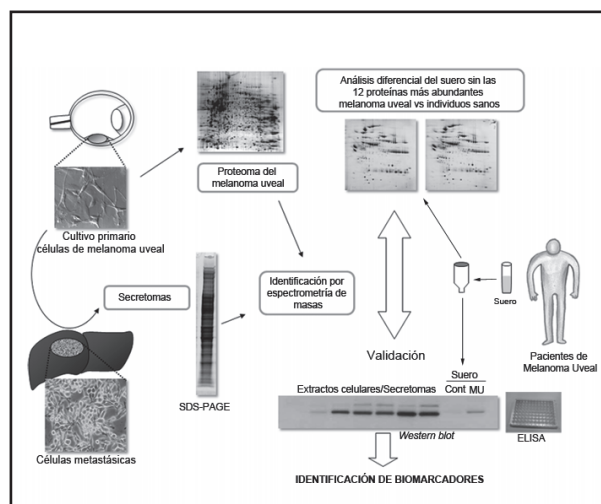 Análisis diferencial del suero sin las
12 proteínas más abundantes
melanoma uveal vs individuos sanos
Proteoma del
melanoma uveal
Cultivo primario
células de melanoma uveal
Secretomas
Identificación por
espectrometría de
masas
Suero
Pacientes de
Melanoma Uveal
Validación
SDS-PAGE
Extractos celulares/Secretomas
Suero
Cont MU
Western blot
ELISA
Células metastásicas
IDENTIFICACIÓN DE BIOMARCADORES